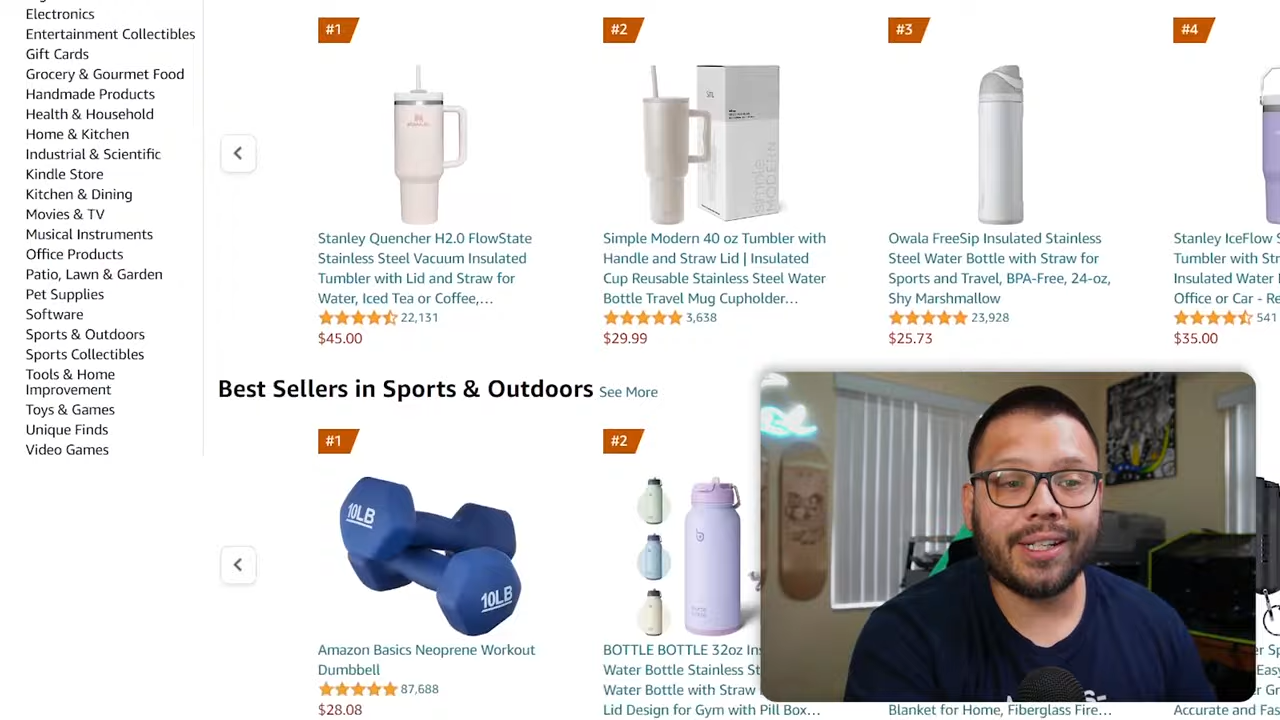 Electronics
Entertainment Collectibles
Gift Cards
Grocery & Gourmet Food
Handmade Products
Health & Household
Home & Kitchen
Industrial & Scientific
Kindle Store
Kitchen & Dining
Movies & TV
Musical Instruments
Office Products
Patio, Lawn & Garden
Pet Supplies
Software
Sports & Outdoors
Sports Collectibles
Tools & Home
Improvement
Toys & Games
Unique Finds
Video Games
#1
Stanley Quencher H2.0 FlowState
Stainless Steel Vacuum Insulated
Tumbler with Lid and Straw for
Water, Iced Tea or Coffee,…
22,131
$45.00
#2
Simple Modern 40 oz Tumbler with
Handle and Straw Lid | Insulated
Cup Reusable Stainless Steel Water
Bottle Travel Mug Cupholder…
3,638
$29.99
#3
Owala FreeSip Insulated Stainless
Steel Water Bottle with Straw for
Sports and Travel, BPA-Free, 24-oz,
Shy Marshmallow
23,928
$25.73
#4
Stanley IceFlow S
Tumbler with Str
Insulated Water
Office or Car - Re
541
$35.00
Best Sellers in Sports & Outdoors See More
#1
10LB
10LB
Amazon Basics Neoprene Workout
Dumbbell
87,688
$28.08
#2
BOTTLE BOTTLE 32oz Ins
Water Bottle Stainless St
Water Bottle with Straw
Lid Design for Gym with Pill Box…
Blanket for Home, Fiberglass Fire…
er Sp
Easy
er Gr
Accurate and Fas